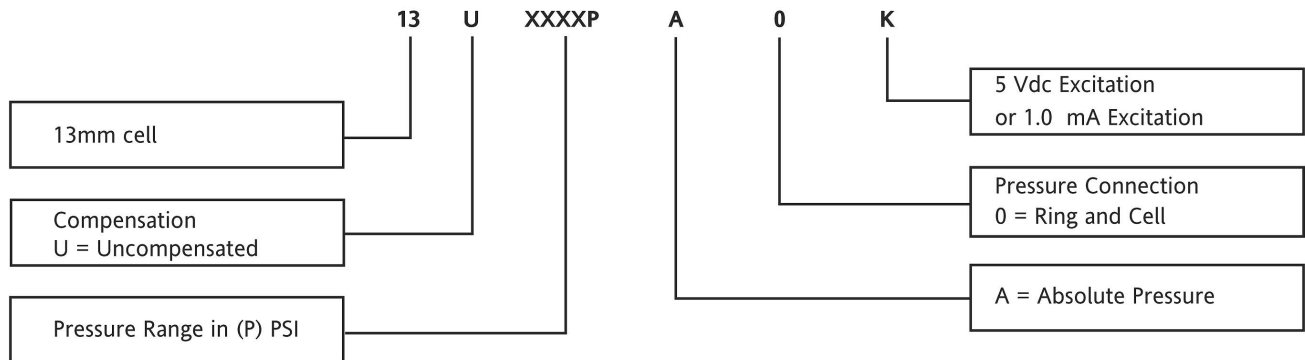 13 U XXXXP A 0 K
13mm cell
Compensation
U = Uncompensated
Pressure Range in (P) PSI
5 Vdc Excitation
or 1.0 mA Excitation
Pressure Connection
0 = Ring and Cell
A = Absolute Pressure